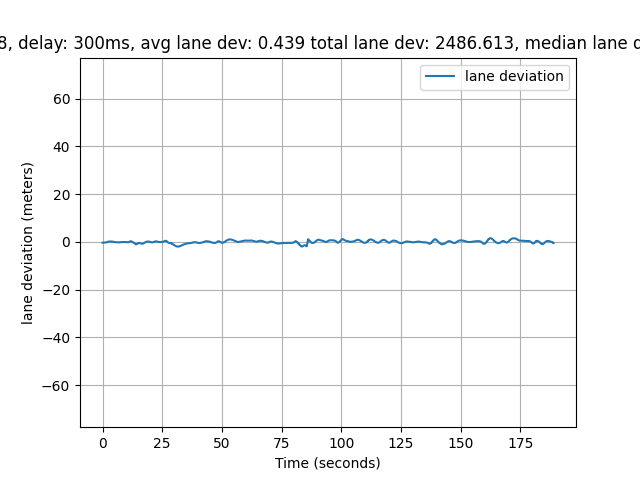 8, delay: 300ms, avg lane dev: 0.439 total lane dev: 2486.613, median lane
lane deviation
60
40
20
0
−20
−40
−60
lane deviation (meters)
0 25 50 75 100 125 150 175
Time (seconds)